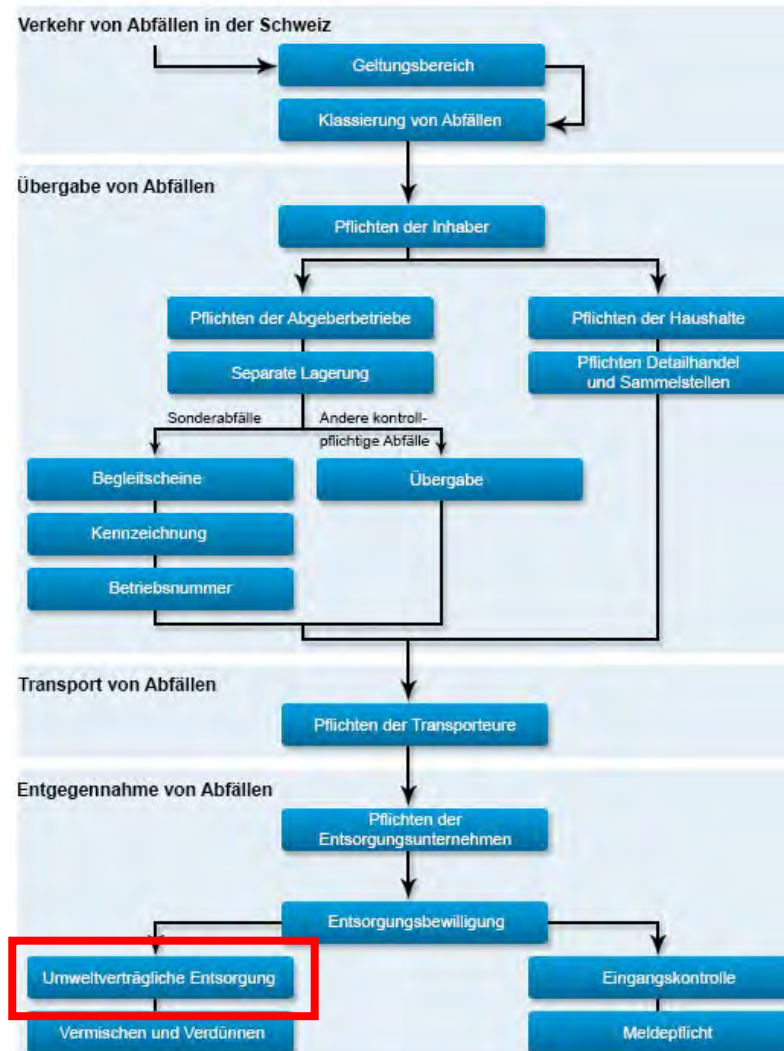 Verkehr von Abfällen in der Schweiz
Geltungsbereich
Klassierung von Abfällen
Übergabe von Abfällen
Pflichten der Inhaber
Pflichten der Abgeberbetriebe
Pflichten der Haushalte
Separate Lagerung
Pflichten Detailhandel
und Sammelstellen
Sonderabfälle
Andere kontroll-
pflichtige Abfälle
Begleitscheine
Übergabe
Kennzeichnung
Betriebsnummer
Transport von Abfällen
Pflichten der Transporteure
Entgegennahme von Abfällen
Pflichten der
Entsorgungsunternehmen
Entsorgungsbewilligung
Umweltverträgliche Entsorgung
Eingangskontrolle
Vermischen und Verdünnen
Meldepflicht